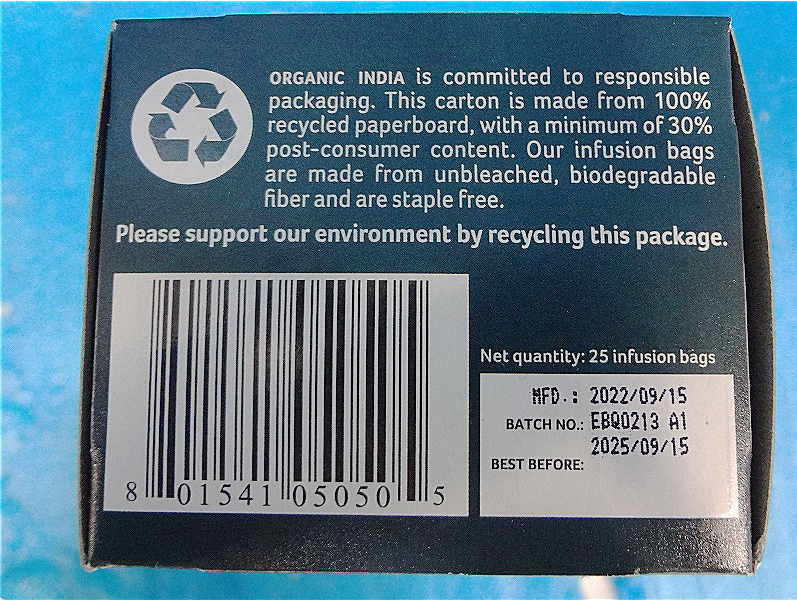 ORGANIC INDIA is committed to responsible
packaging. This carton is made from 100%
recycled paperboard, with a minimum of 30%
post-consumer content. Our infusion bags
are made from unbleached, biodegradable
fiber and are staple free.
Please support our environment by recycling this package.
Net quantity: 25 infusion bags
MFD.: 2022/09/15
BATCH NO.: EBQ0213 A1
2025/09/15
BEST BEFORE:
8 01541 05050 5